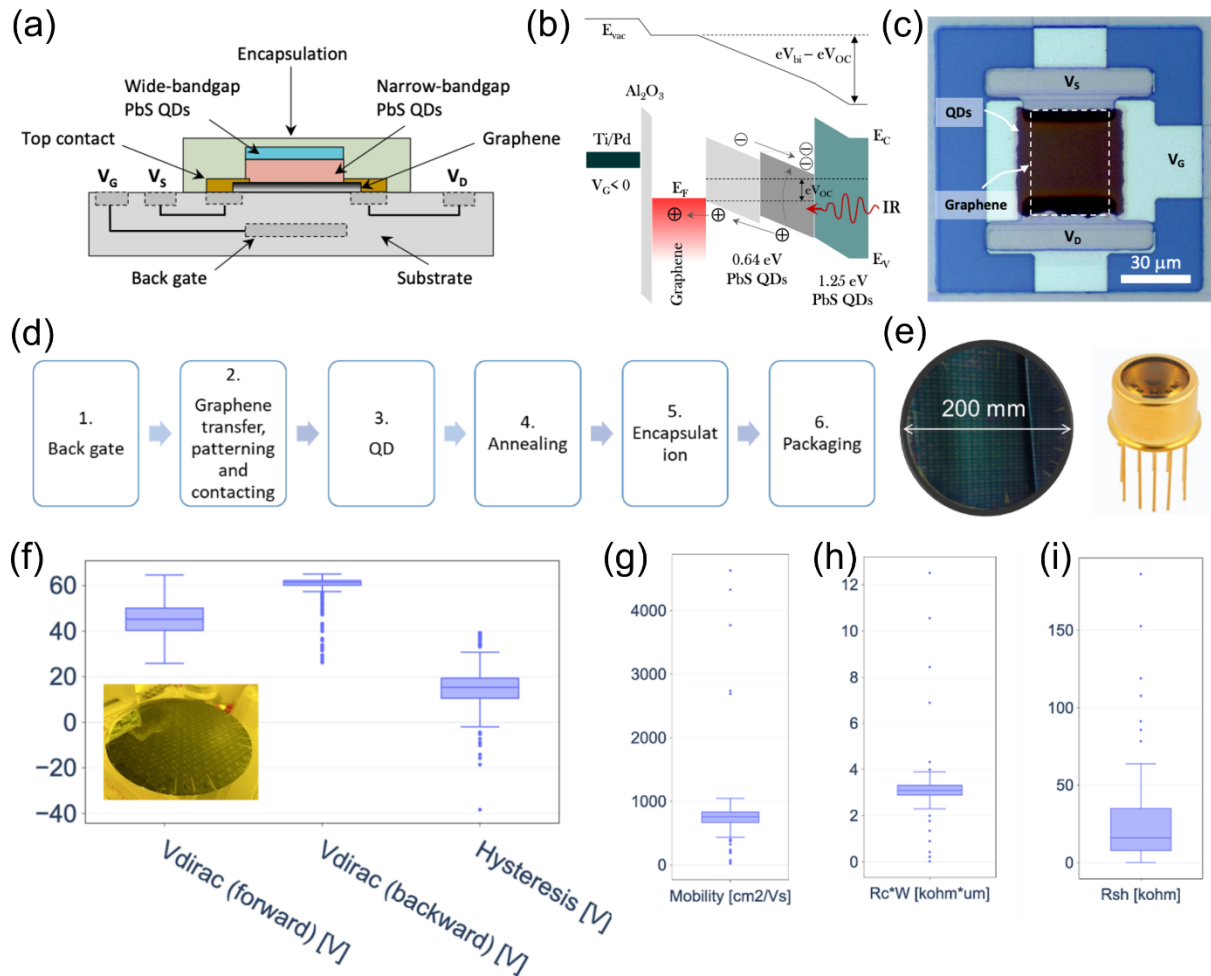 (a)
Encapsulation
Wide-bandgap
PbS QDs
Narrow-bandgap
PbS QDs
Top contact
Graphene
V_G
V_S
V_D
Back gate
Substrate
(b)
E_vac
eV_bi – eV_OC
Al₂O₃
Ti/Pd
V_G< 0
E_F
E_C
eV_OC
IR
E_V
Graphene
0.64 eV
PbS QDs
1.25 eV
PbS QDs
(c)
V_S
QDs
V_G
Graphene
V_D
30 μm
(d)
1.
Back gate
2.
Graphene
transfer,
patterning
and
contacting
3.
QD
4.
Annealing
5.
Encapsulat
ion
6.
Packaging
(e)
200 mm
(f)
60
40
20
0
−20
−40
Vdirac (forward) [V]
Vdirac (backward) [V]
Hysteresis [V]
(g)
4000
3000
2000
1000
0
Mobility [cm2/Vs]
(h)
12
10
8
6
4
2
0
Rc*W [kohm*um]
(i)
150
100
50
0
Rsh [kohm]